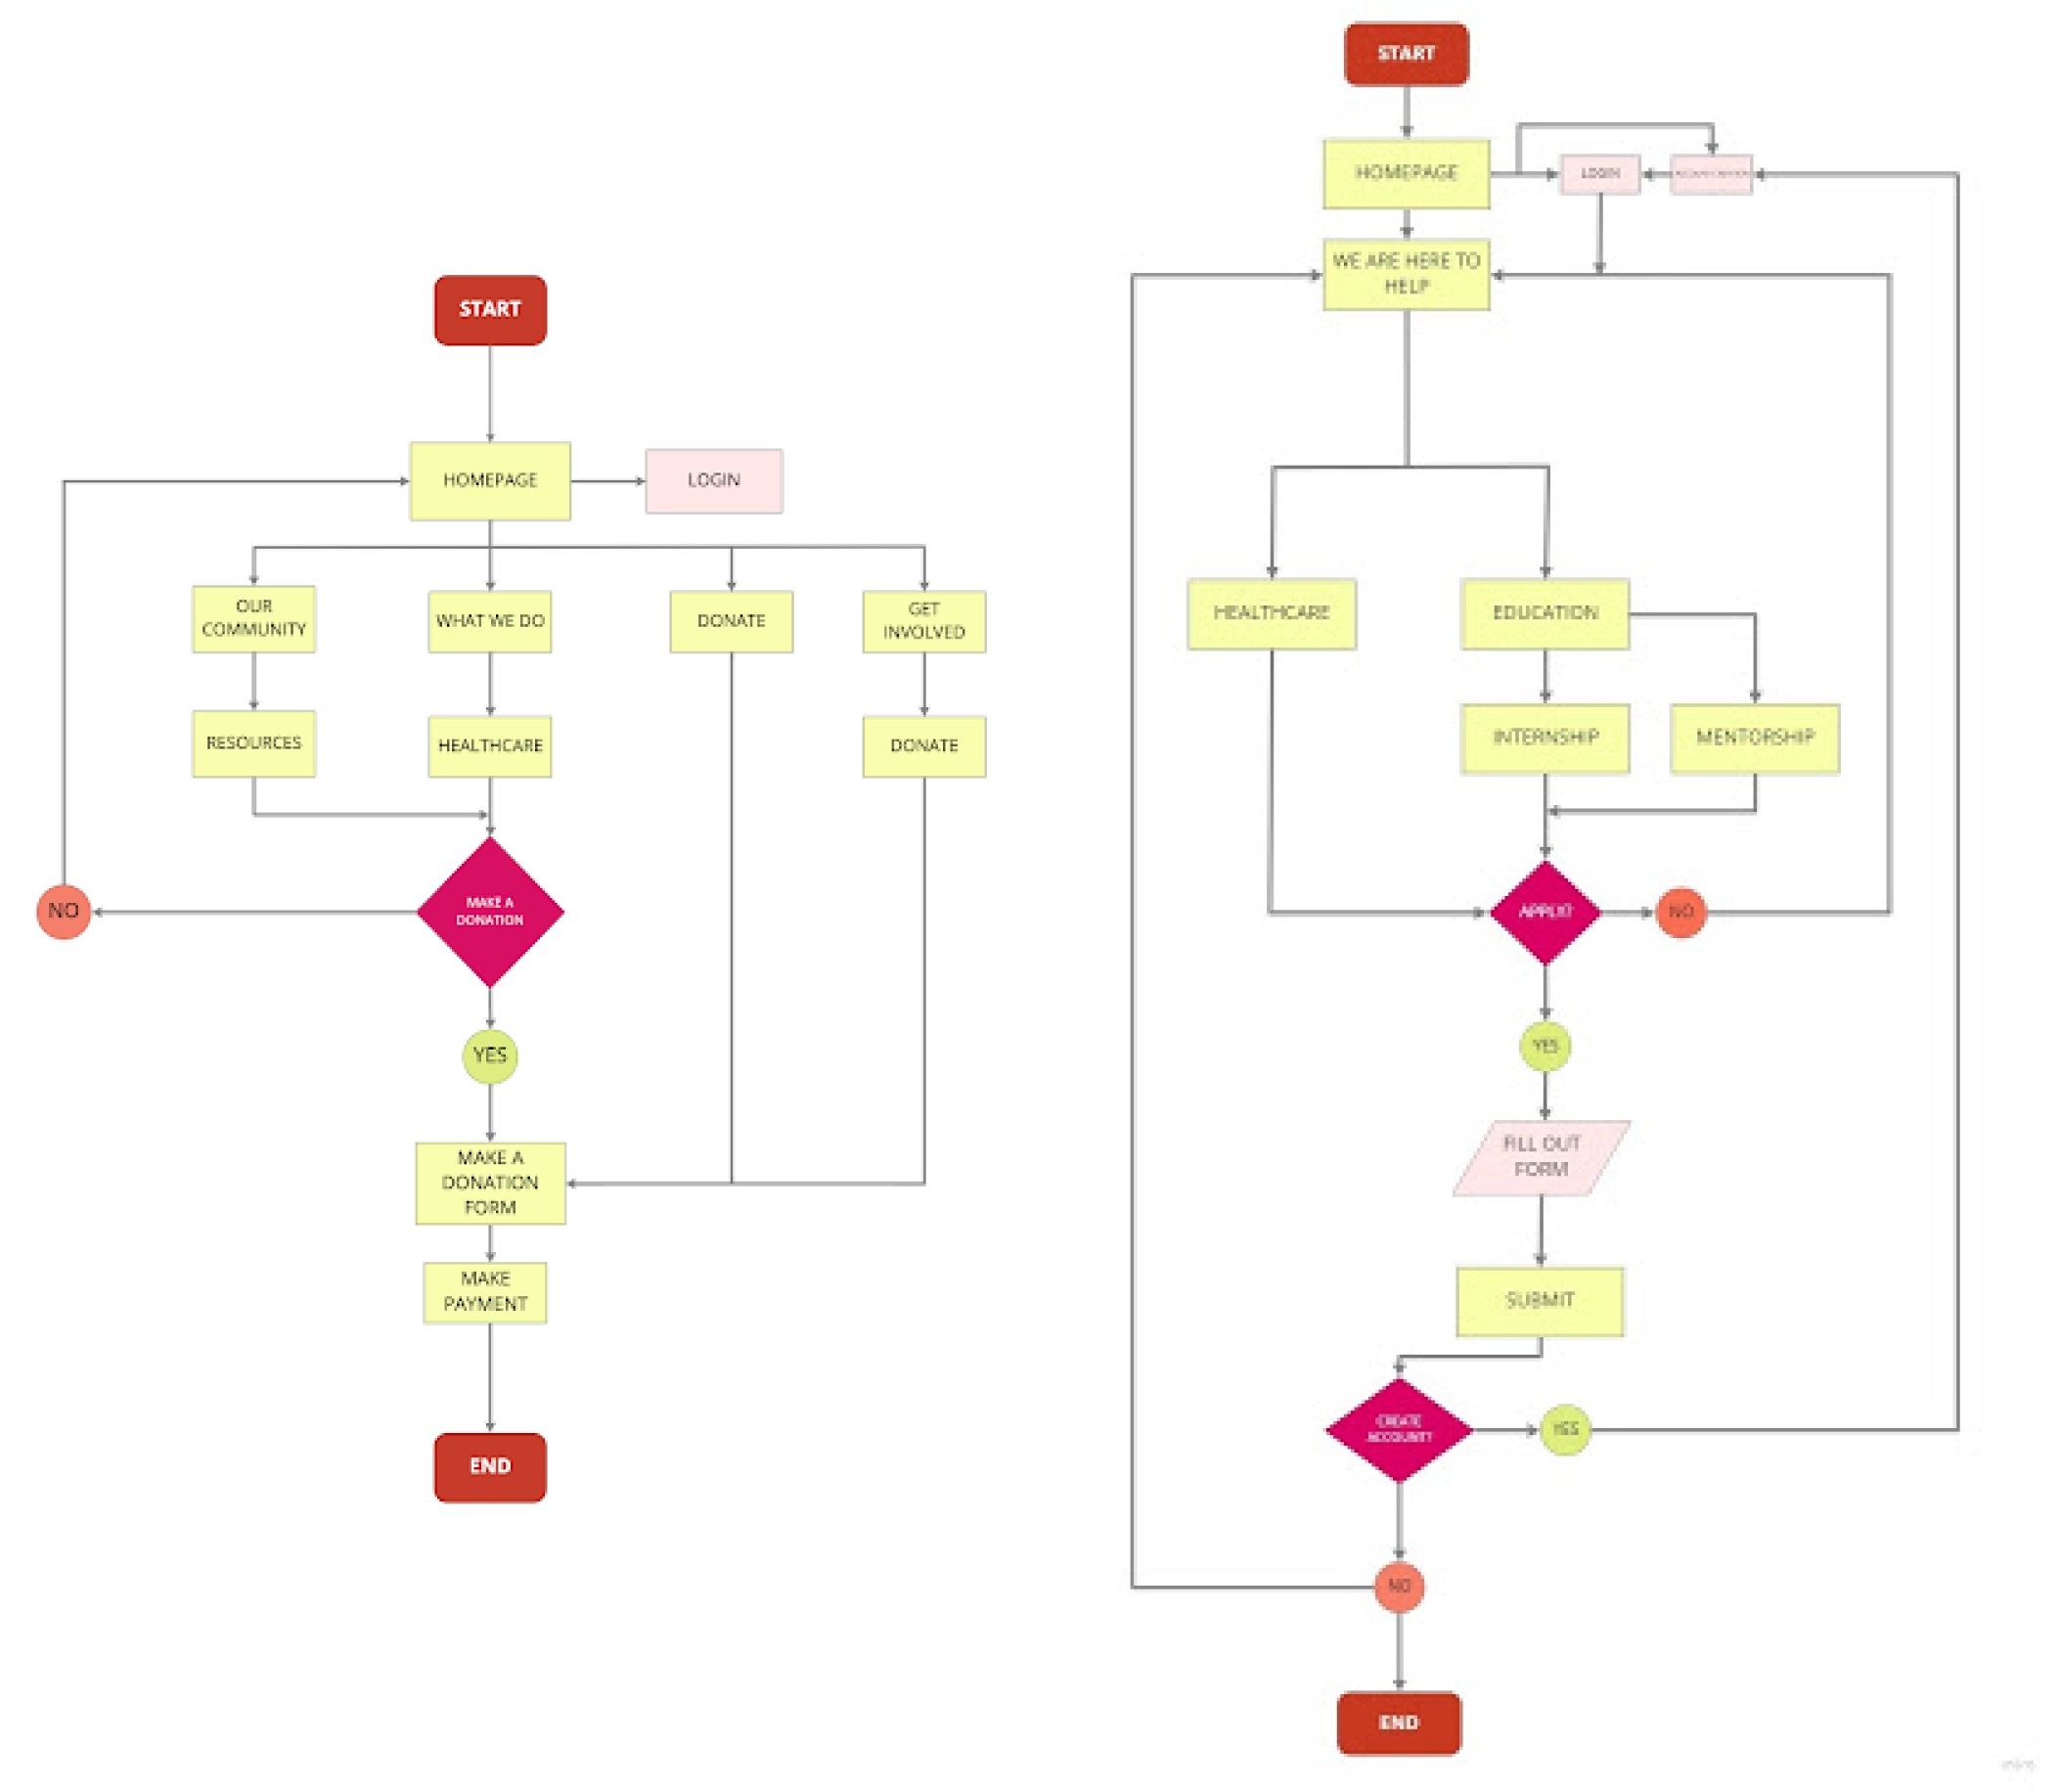 START
HOMEPAGE
LOGIN
OUR
COMMUNITY
WHAT WE DO
DONATE
GET
INVOLVED
RESOURCES
HEALTHCARE
DONATE
MAKE A
DONATION
NO
YES
MAKE A
DONATION
FORM
MAKE
PAYMENT
END
START
HOMEPAGE
LOGIN
WE ARE HERE TO
HELP
HEALTHCARE
EDUCATION
INTERNSHIP
MENTORSHIP
APPLY?
NO
YES
FILL OUT
FORM
SUBMIT
CREATE
ACCOUNT?
YES
NO
END
miro